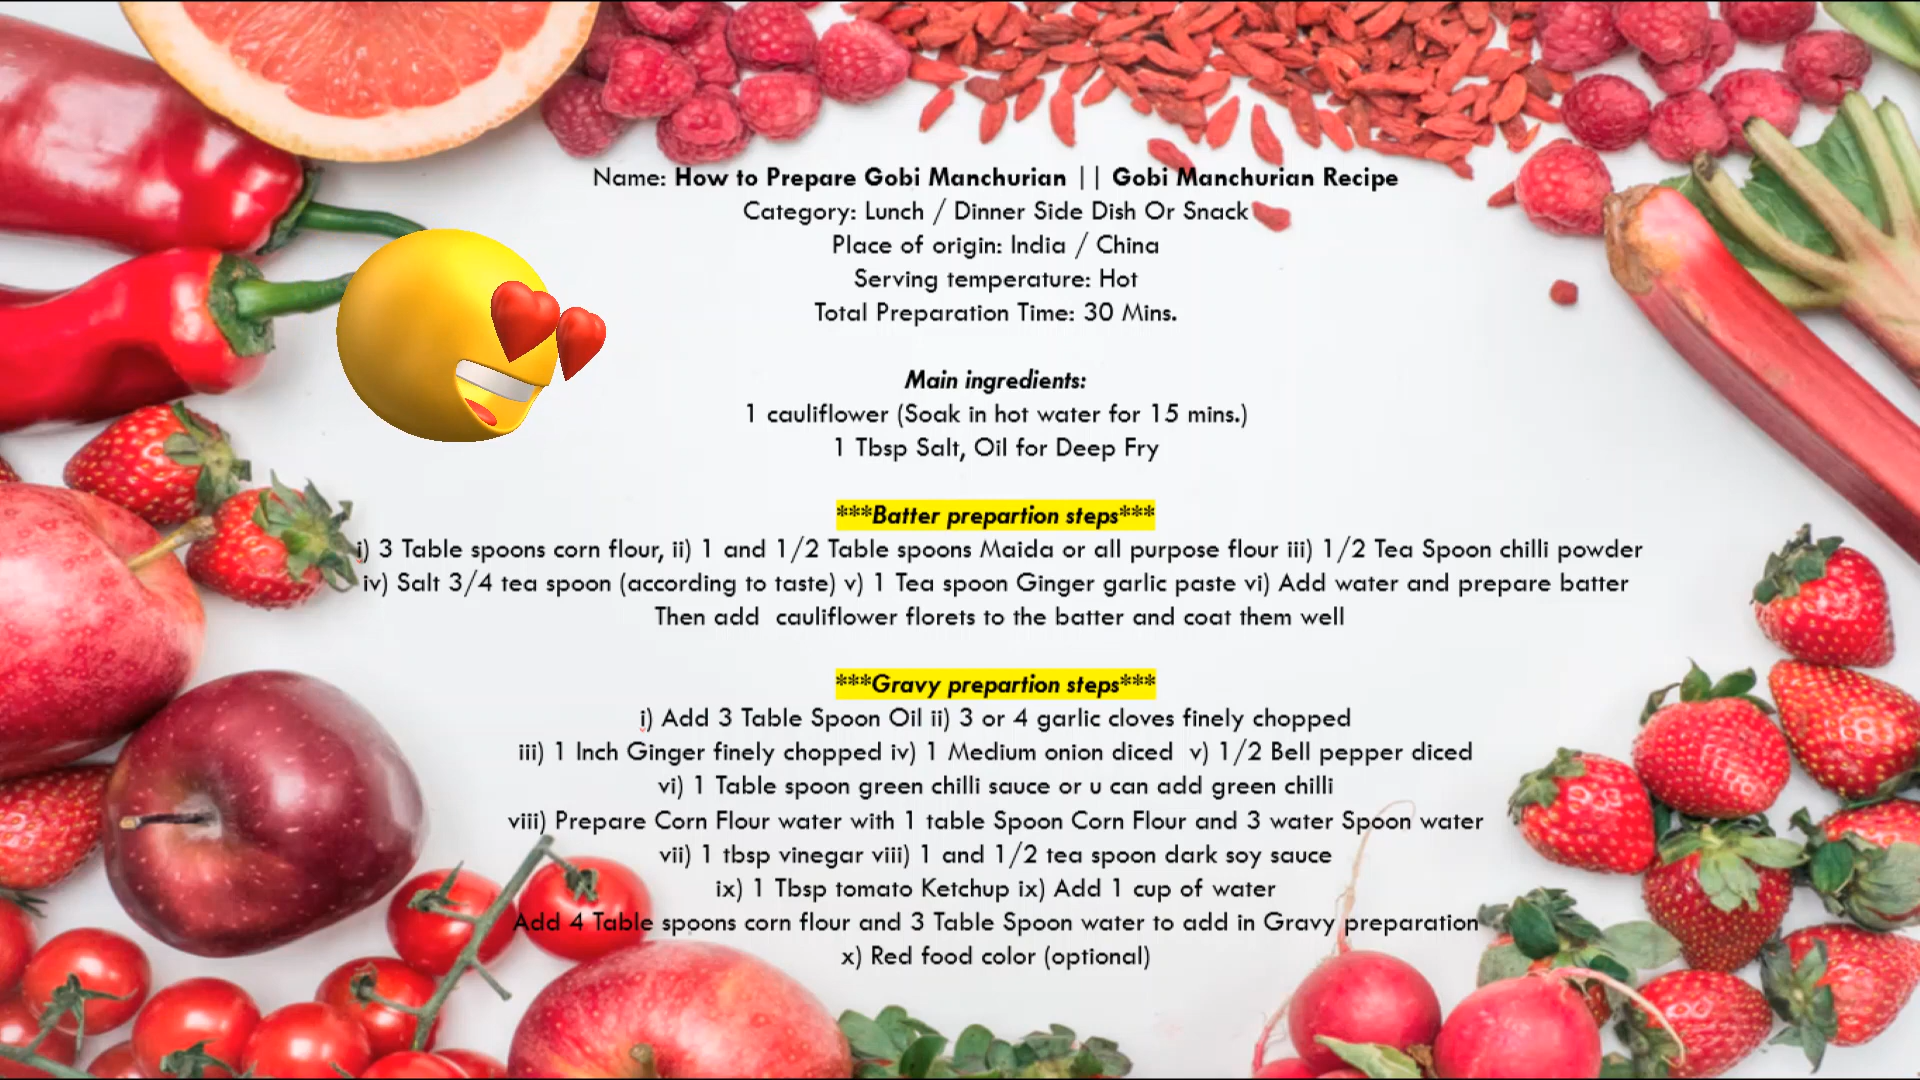 Name: How to Prepare Gobi Manchurian || Gobi Manchurian Recipe
Category: Lunch / Dinner Side Dish Or Snack
Place of origin: India / China
Serving temperature: Hot
Total Preparation Time: 30 Mins.
Main ingredients:
1 cauliflower (Soak in hot water for 15 mins.)
1 Tbsp Salt, Oil for Deep Fry
***Batter prepartion steps***
i) 3 Table spoons corn flour, ii) 1 and 1/2 Table spoons Maida or all purpose flour iii) 1/2 Tea Spoon chilli powder
iv) Salt 3/4 tea spoon (according to taste) v) 1 Tea spoon Ginger garlic paste vi) Add water and prepare batter
Then add  cauliflower florets to the batter and coat them well
***Gravy prepartion steps***
i) Add 3 Table Spoon Oil ii) 3 or 4 garlic cloves finely chopped
iii) 1 Inch Ginger finely chopped iv) 1 Medium onion diced  v) 1/2 Bell pepper diced
vi) 1 Table spoon green chilli sauce or u can add green chilli
viii) Prepare Corn Flour water with 1 table Spoon Corn Flour and 3 water Spoon water
vii) 1 tbsp vinegar viii) 1 and 1/2 tea spoon dark soy sauce
ix) 1 Tbsp tomato Ketchup ix) Add 1 cup of water
Add 4 Table spoons corn flour and 3 Table Spoon water to add in Gravy preparation
x) Red food color (optional)